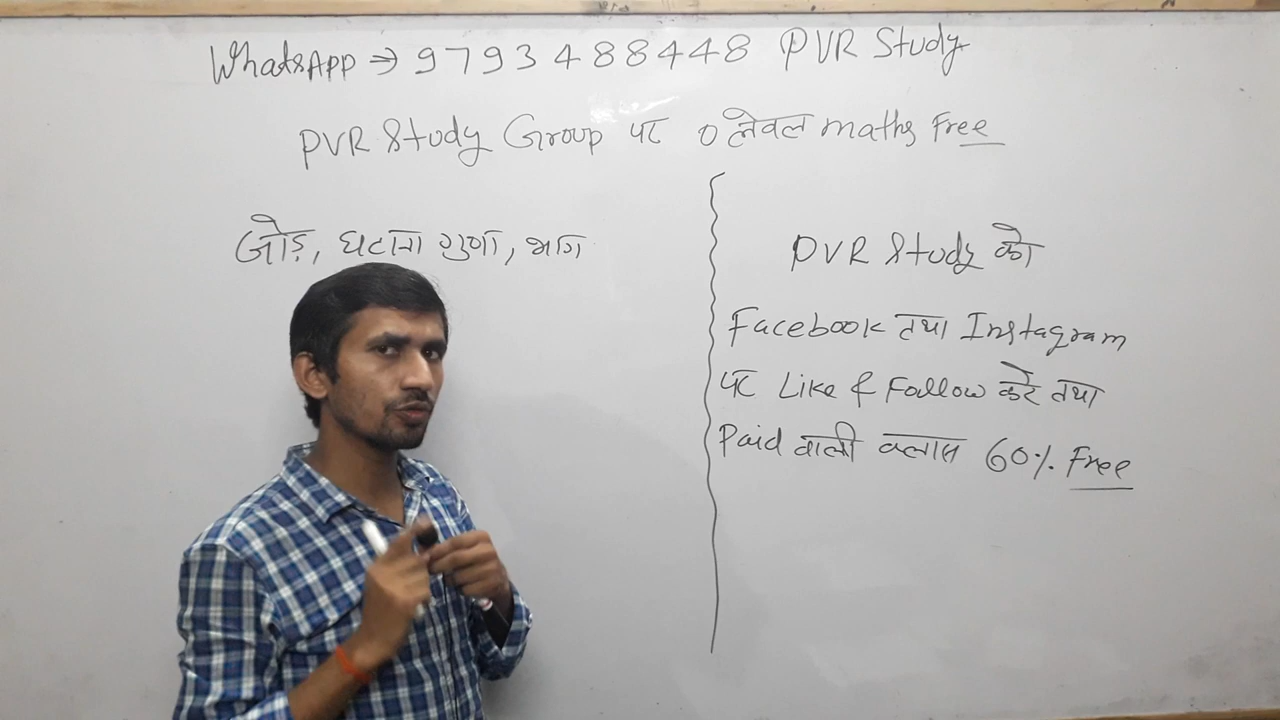 WhatsApp → 9793488448 PVR Study
PVR Study Group पर 0 लेवल maths Free
जोड़, घटाना गुणा, भाग
PVR Study को
Facebook तथा Instagram
पर Like & Follow करे तथा
Paid वाली क्लास 60% Free